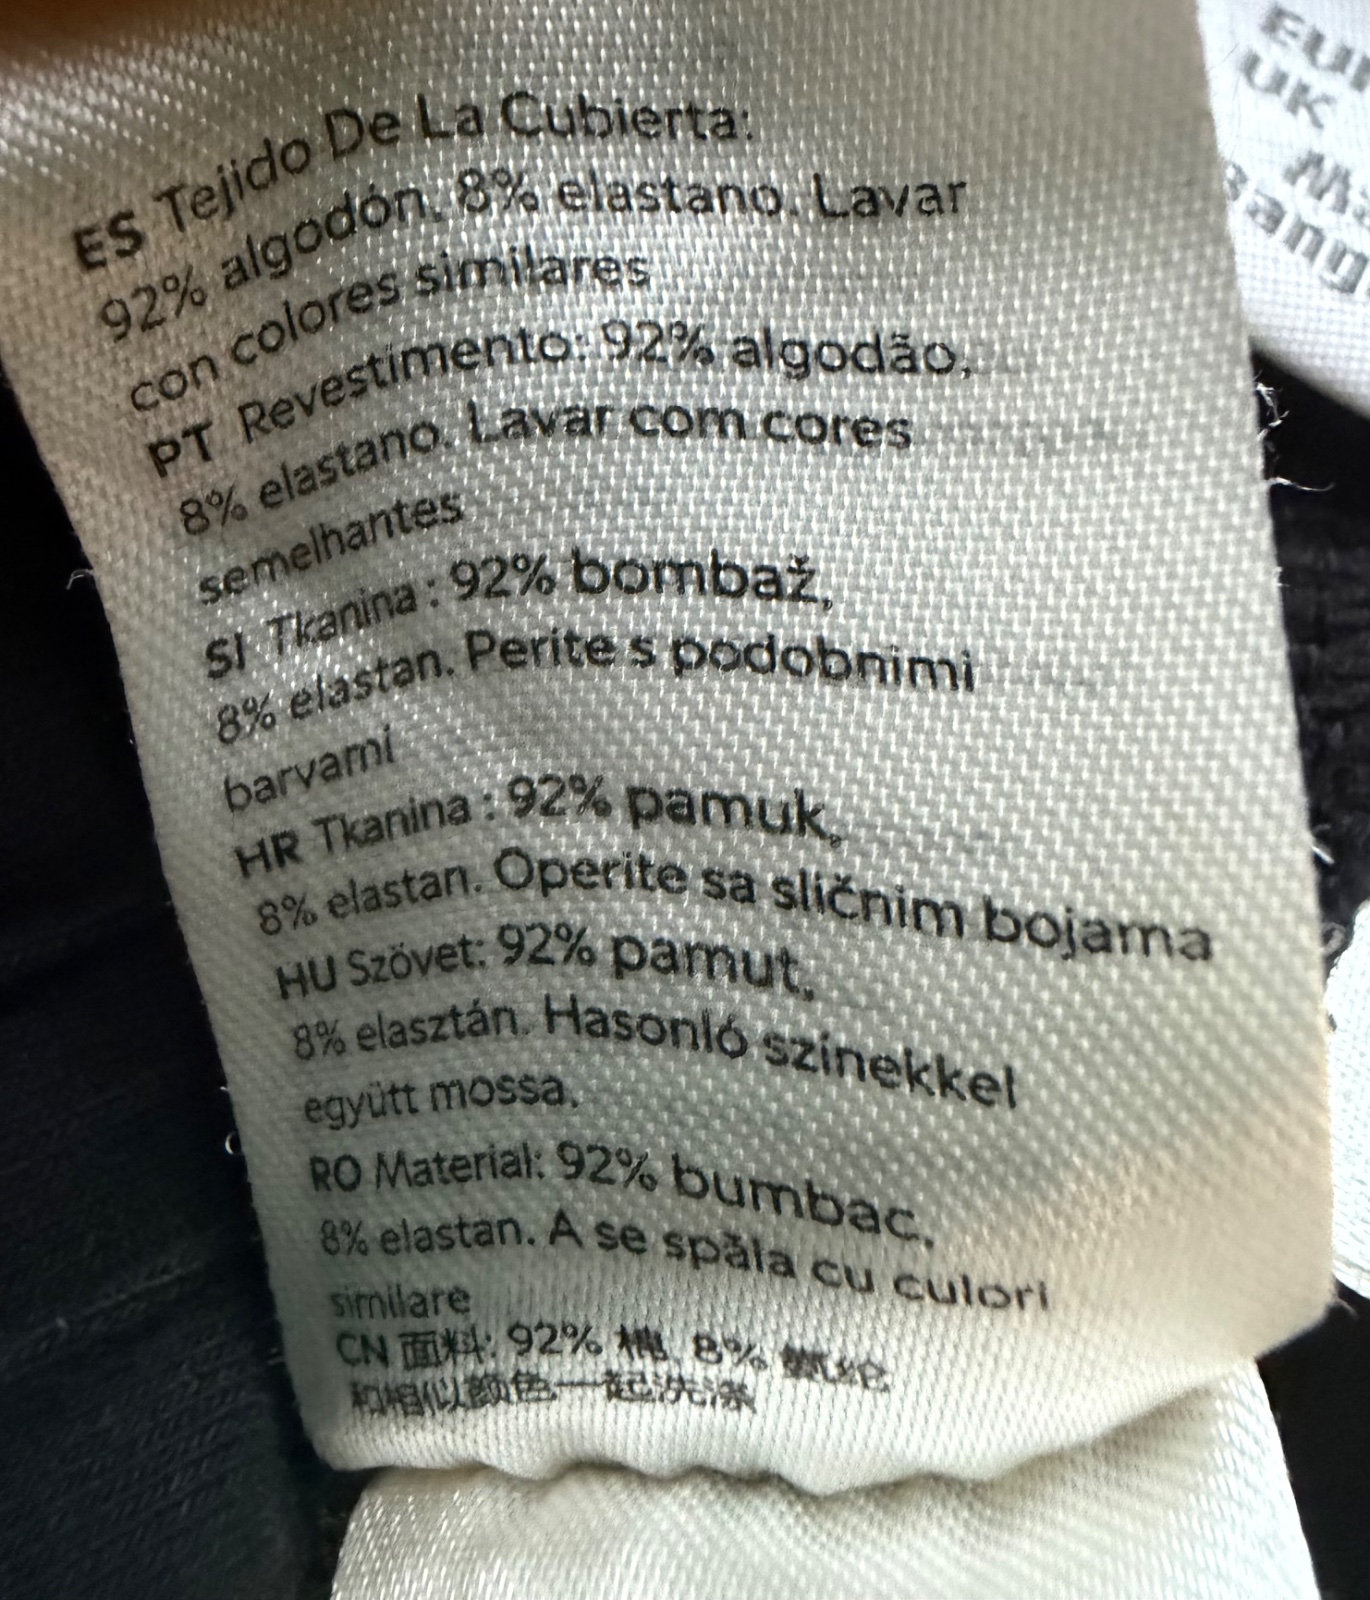 ES Tejido De La Cubierta:
92% algodón, 8% elastano. Lavar
con colores similares
PT Revestimento: 92% algodão,
8% elastano. Lavar com cores
semelhantes
SI Tkanina : 92% bombaž,
8% elastan. Perite s podobnimi
barvami
HR Tkanina : 92% pamuk,
8% elastan. Operite sa sličnim bojama
HU Szövet: 92% pamut,
8% elasztán. Hasonló színekkel
együtt mossa.
RO Material: 92% bumbac,
8% elastan. A se spăla cu culori
similare
CN 面料: 92% 棉, 8% 氨纶
和相似颜色一起洗涤
UK